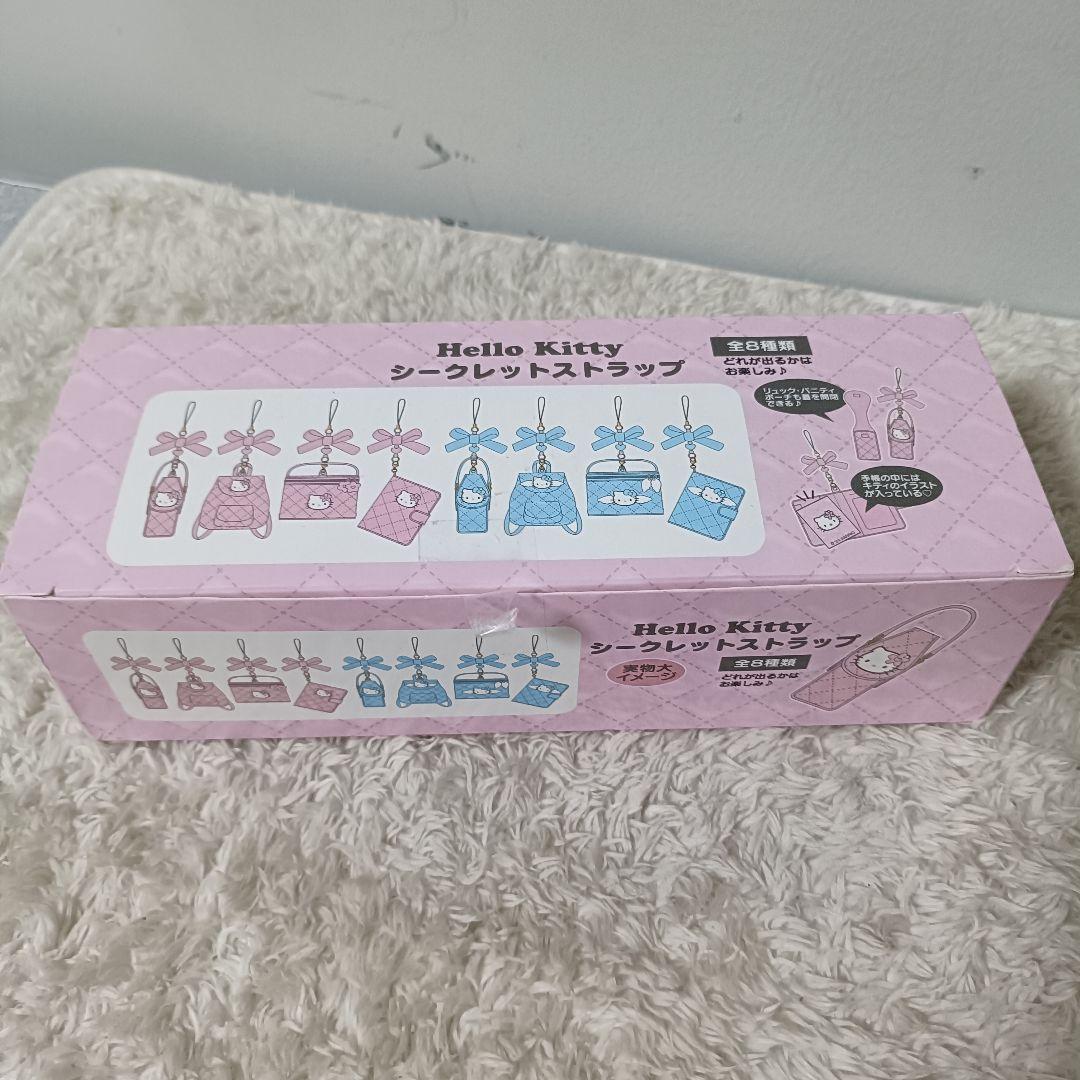 Hello Kitty
シークレットストラップ
全8種類
どれが出るかは
お楽しみ♪
リュック・バニティ
ポーチも蓋を開閉
できる♪
手帳の中には
キティのイラスト
が入っている♡
Hello Kitty
シークレットストラップ
実物大
イメージ
全8種類
どれが出るかは
お楽しみ♪